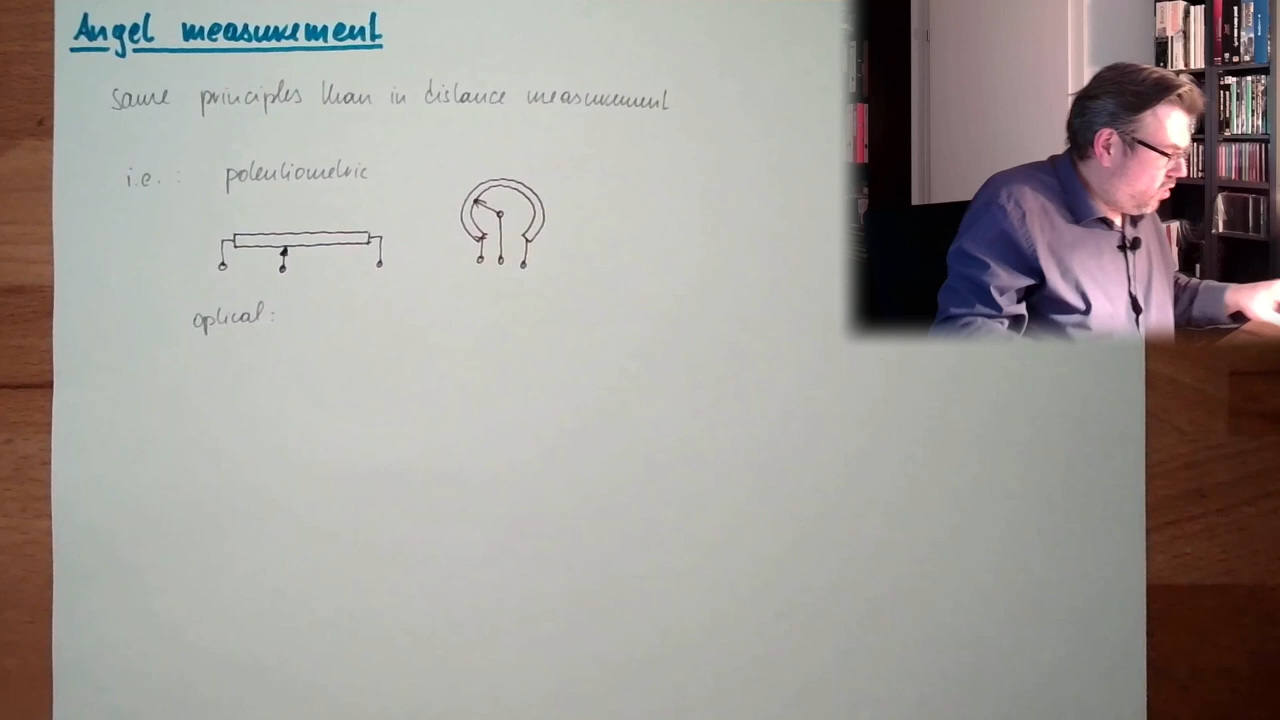 Angel measurement
same principles than in distance measurement
i.e. : potentiometric
optical: